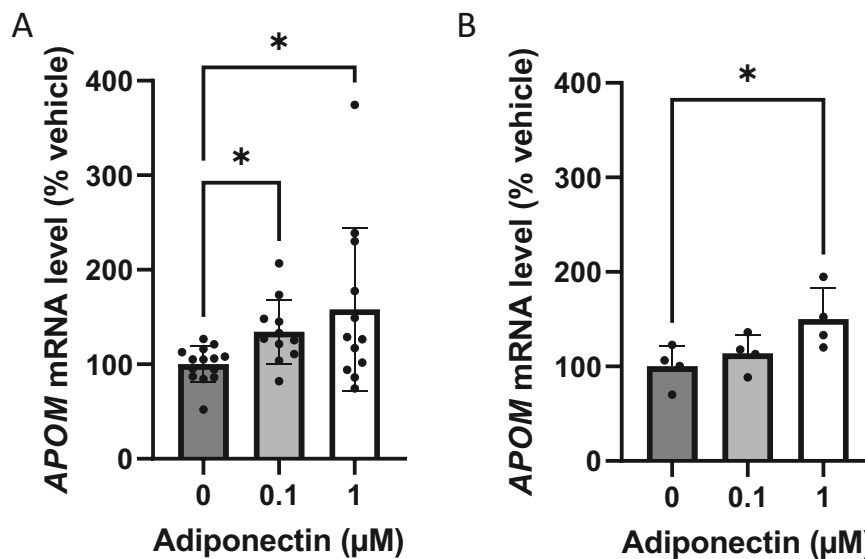 A
APOM mRNA level (% vehicle)
400
300
200
100
0
*
*
0 0.1 1
Adiponectin (µM)
B
APOM mRNA level (% vehicle)
400
300
200
100
0
*
0 0.1 1
Adiponectin (µM)